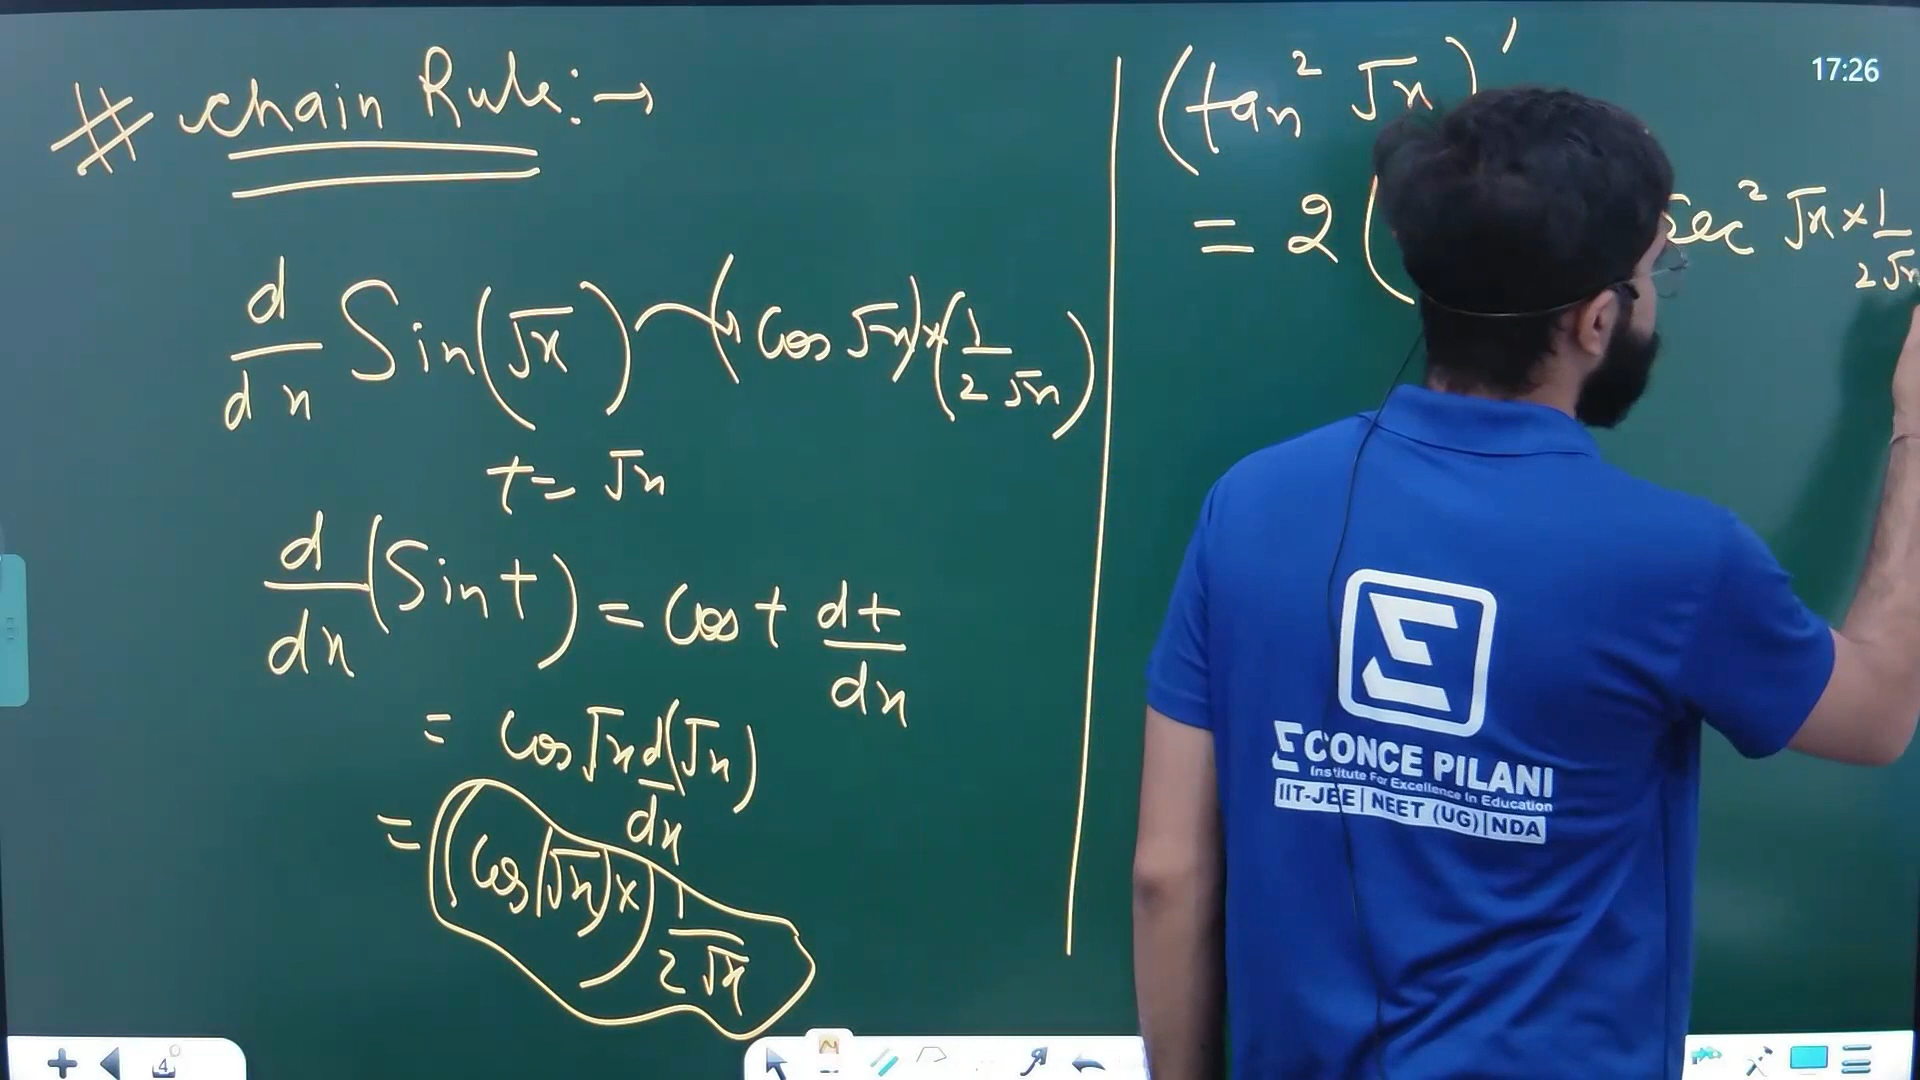 # Chain Rule :→
d/dx Sin(√x) → (Cos √x) × (1/2√x)
t = √x
d/dx (Sin t) = Cos t dt/dx
= Cos √x d/dx (√x)
= (Cos(√x) ×) 1/2√x
(tan² √x)'
= 2 ( Sec² √x × 1/2√x
17:26
ECONCE PILANI
Institute For Excellence In Education
IIT-JEE | NEET (UG) | NDA
4